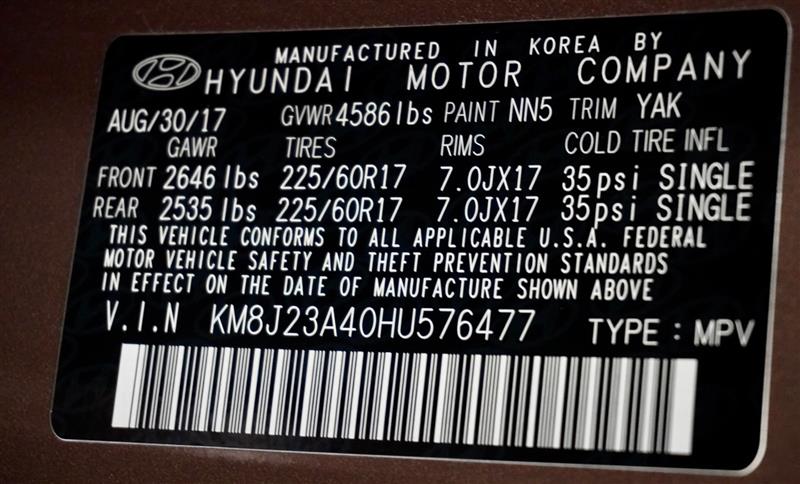 MANUFACTURED IN KOREA BY
HYUNDAI MOTOR COMPANY
AUG/30/17 GVWR 4586 lbs PAINT NN5 TRIM YAK
GAWR TIRES RIMS COLD TIRE INFL
FRONT 2646 lbs 225/60R17 7.0JX17 35psi SINGLE
REAR 2535 lbs 225/60R17 7.0JX17 35psi SINGLE
THIS VEHICLE CONFORMS TO ALL APPLICABLE U.S.A. FEDERAL
MOTOR VEHICLE SAFETY AND THEFT PREVENTION STANDARDS
IN EFFECT ON THE DATE OF MANUFACTURE SHOWN ABOVE
V.I.N KM8J23A40HU576477 TYPE : MPV